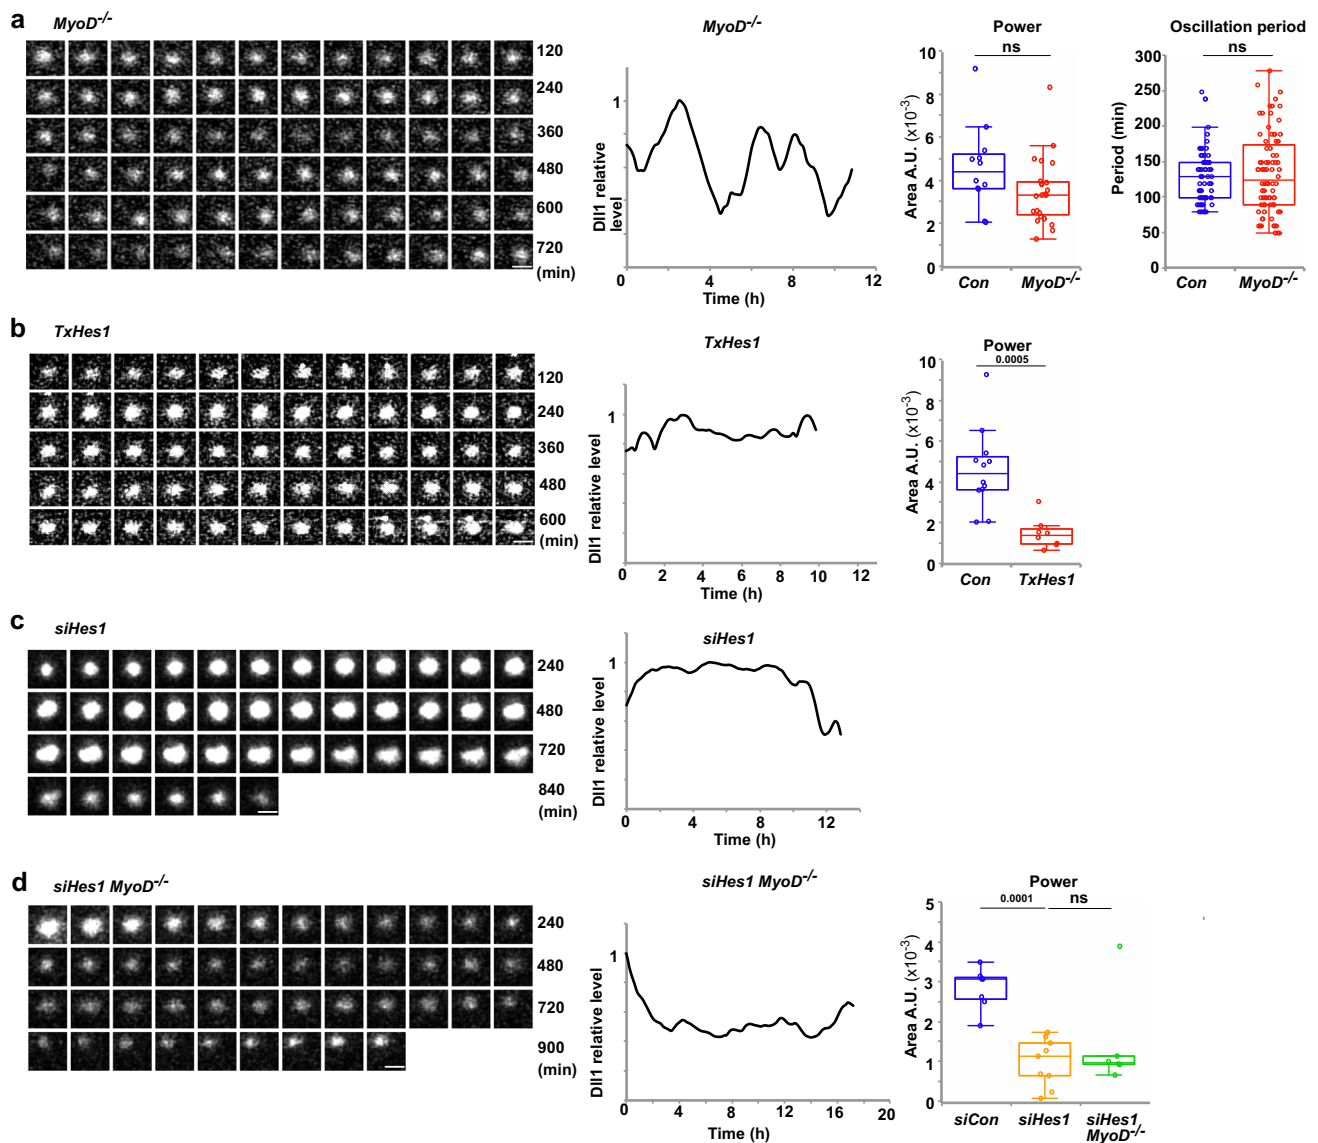 a
MyoD-/-
120
240
360
480
600
720
(min)
MyoD-/-
Dll1 relative
level
1
0
4
8
12
Time (h)
Power
ns
Area A.U. (x10-3)
10
8
6
4
2
0
Con
MyoD-/-
Oscillation period
ns
Period (min)
300
250
200
150
100
50
0
Con
MyoD-/-
b
TxHes1
120
240
360
480
600
(min)
TxHes1
Dll1 relative level
1
0
2
4
6
8
10
12
Time (h)
Power
0.0005
Area A.U. (x10-3)
10
8
6
4
2
0
Con
TxHes1
c
siHes1
240
480
720
840
(min)
siHes1
Dll1 relative level
1
0
4
8
12
Time (h)
d
siHes1 MyoD-/-
240
480
720
900
(min)
siHes1 MyoD-/-
Dll1 relative level
1
0
4
8
12
16
20
Time (h)
Power
0.0001
ns
Area A.U. (x10-3)
5
4
3
2
1
0
siCon
siHes1
siHes1
MyoD-/-